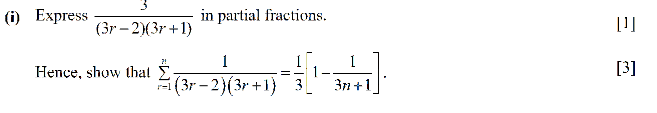 (i) Express 3/((3r – 2)(3r + 1)) in partial fractions. [1]
Hence, show that ∑_{r=1}^{n} 1/((3r – 2)(3r + 1)) = 1/3 [1 – 1/(3n + 1)]. [3]